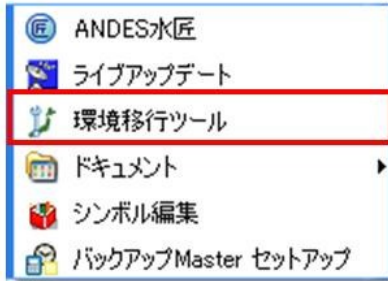 ANDES水匠
ライブアップデート
環境移行ツール
ドキュメント
シンボル編集
バックアップMaster セットアップ